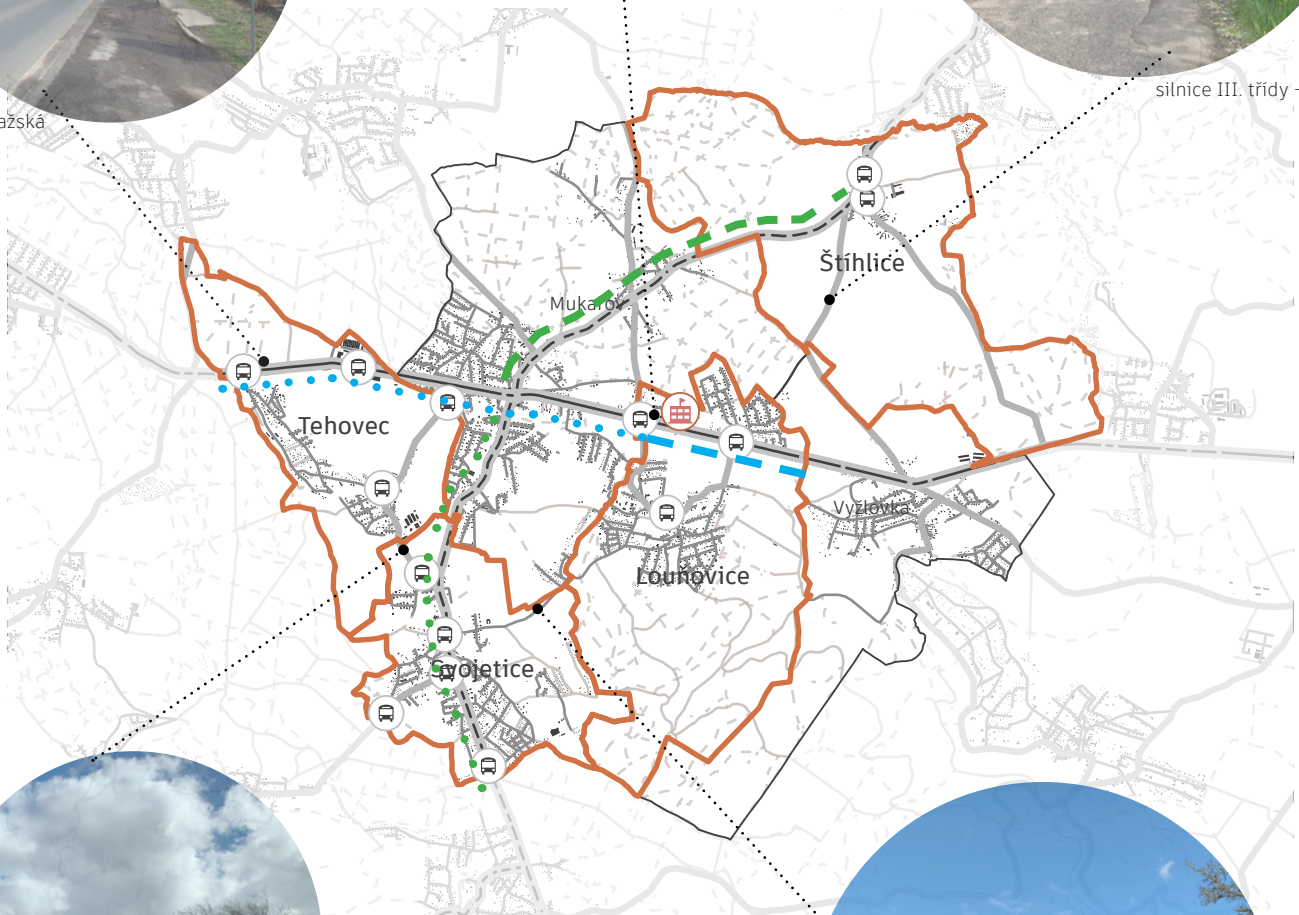 silnice III. třídy -
ažská
Štíhlice
Mukařov
Tehovec
Vyžlovka
Louňovice
Svojetice